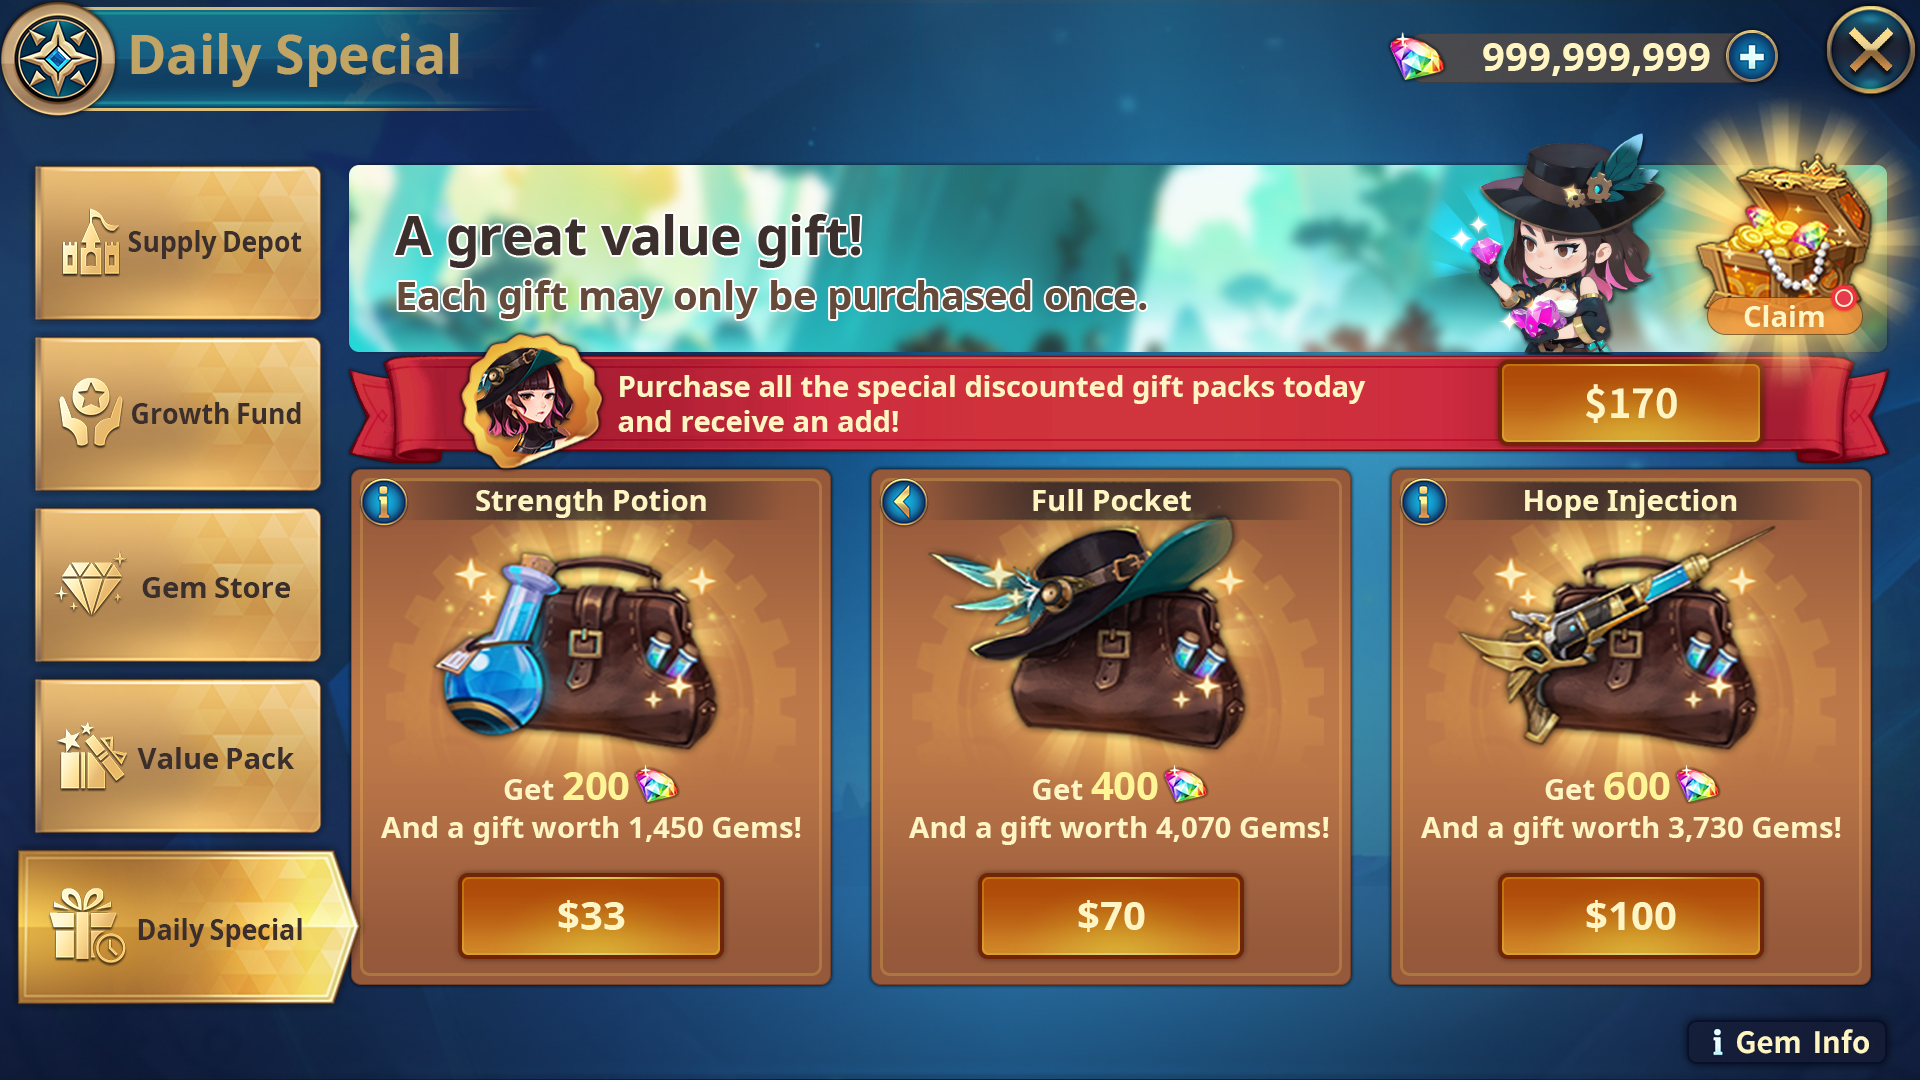 Daily Special
999,999,999
Supply Depot
Growth Fund
Gem Store
Value Pack
Daily Special
A great value gift!
Each gift may only be purchased once.
Claim
Purchase all the special discounted gift packs today
and receive an add!
$170
Strength Potion
Get 200
And a gift worth 1,450 Gems!
$33
Full Pocket
Get 400
And a gift worth 4,070 Gems!
$70
Hope Injection
Get 600
And a gift worth 3,730 Gems!
$100
Gem Info